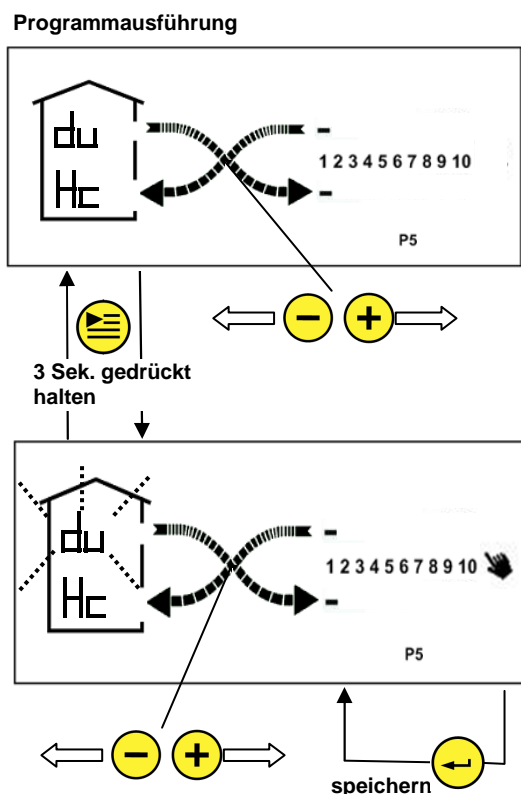 Programmausführung
du
1 2 3 4 5 6 7 8 9 10
Hc
P5
3 Sek. gedrückt
halten
du
1 2 3 4 5 6 7 8 9 10
Hc
P5
speichern